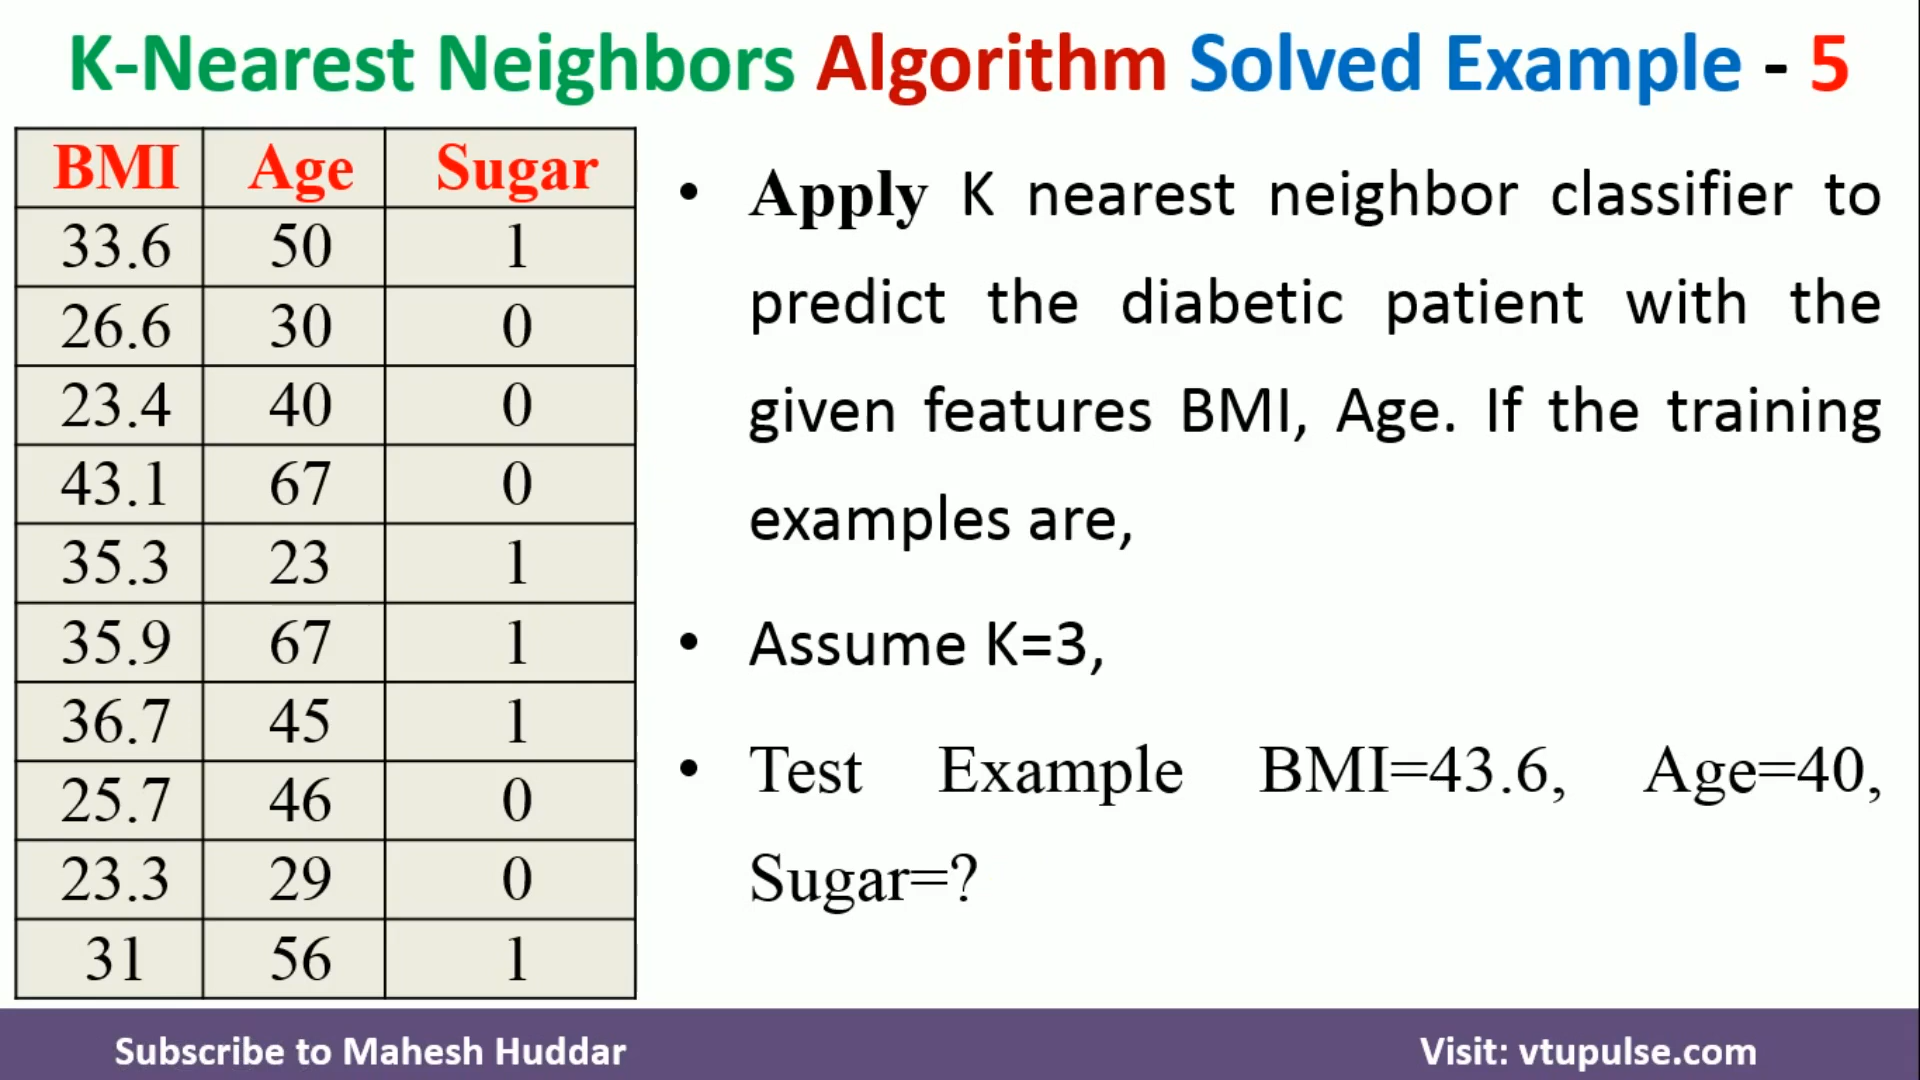 K-Nearest Neighbors Algorithm Solved Example - 5
BMI Age Sugar
33.6 50 1
26.6 30 0
23.4 40 0
43.1 67 0
35.3 23 1
35.9 67 1
36.7 45 1
25.7 46 0
23.3 29 0
31 56 1
• Apply K nearest neighbor classifier to
predict the diabetic patient with the
given features BMI, Age. If the training
examples are,
• Assume K=3,
• Test Example BMI=43.6, Age=40,
Sugar=?
Subscribe to Mahesh Huddar
Visit: vtupulse.com